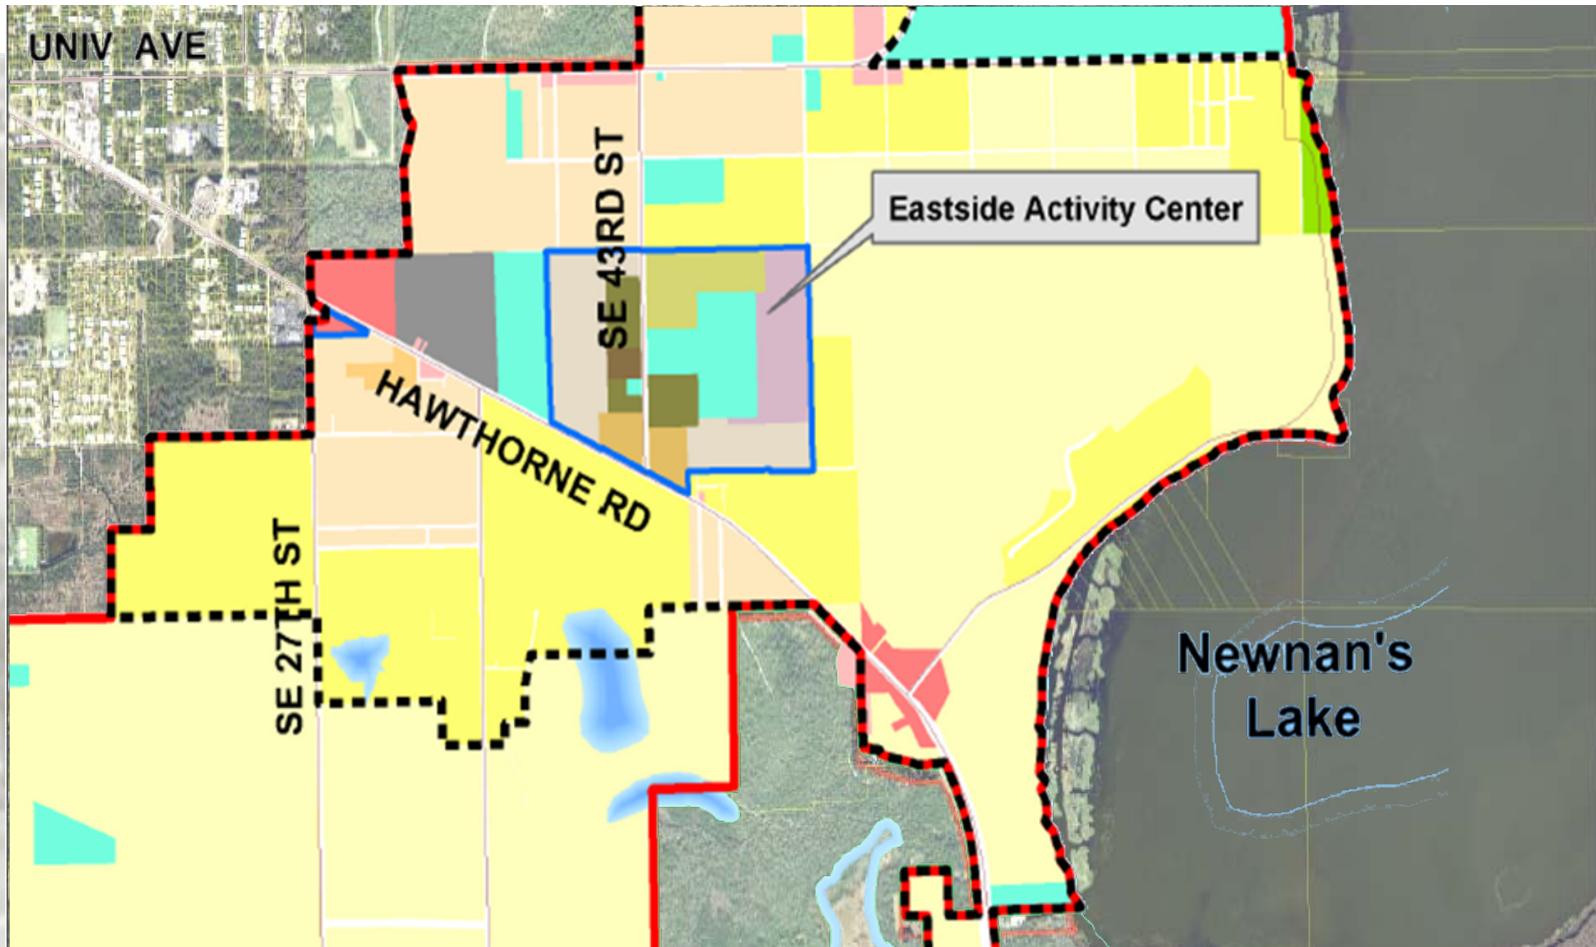 UNIV AVE
SE 43RD ST
Eastside Activity Center
HAWTHORNE RD
SE 27TH ST
Newnan's
Lake